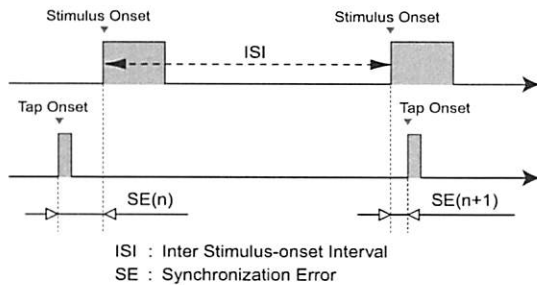 Stimulus Onset
Stimulus Onset
ISI
Tap Onset
Tap Onset
SE(n)
SE(n+1)
ISI : Inter Stimulus-onset Interval
SE : Synchronization Error